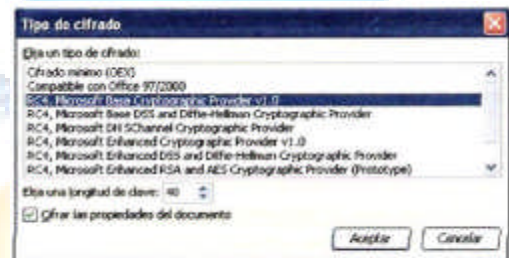 Tipo de cifrado
Elija un tipo de cifrado:
Cifrado mínimo (OEX)
Compatible con Office 97/2000
RC4, Microsoft Base Cryptographic Provider v1.0
RC4, Microsoft Base DSS and Diffie-Hellman Cryptographic Provider
RC4, Microsoft DH SChannel Cryptographic Provider
RC4, Microsoft Enhanced Cryptographic Provider v1.0
RC4, Microsoft Enhanced DSS and Diffie-Hellman Cryptographic Provider
RC4, Microsoft Enhanced RSA and AES Cryptographic Provider (Prototype)
Elija una longitud de clave: 40
Cifrar las propiedades del documento
Aceptar Cancelar